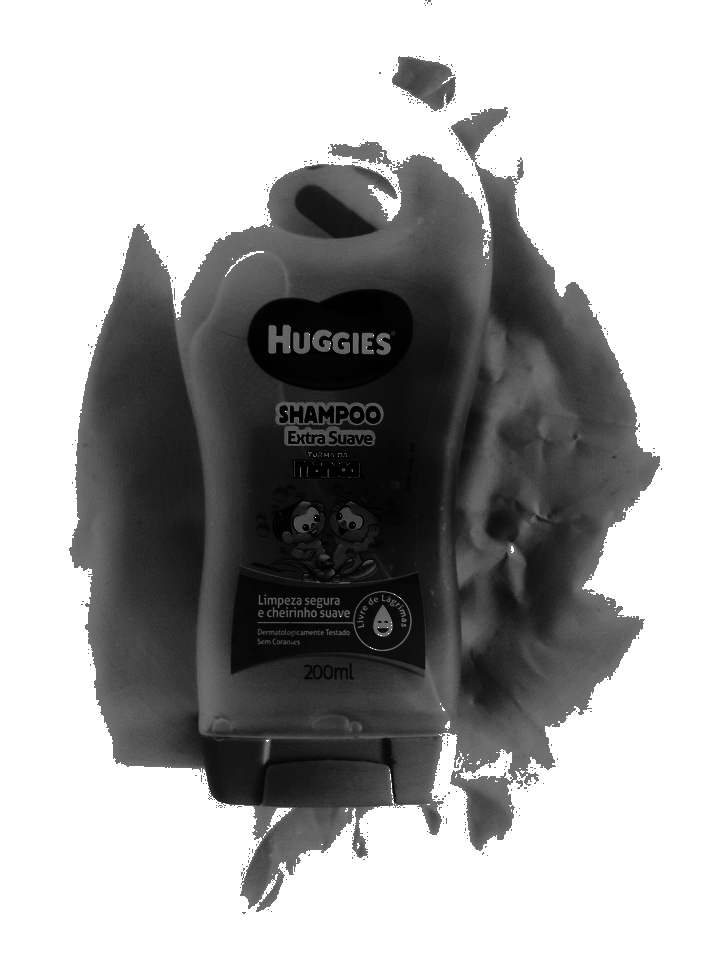 HUGGIES®
SHAMPOO
Extra Suave
TURMA DA
Mônica
Limpeza segura
e cheirinho suave
Dermatologicamente Testado
Sem Corantes
Livre de Lágrimas
200ml